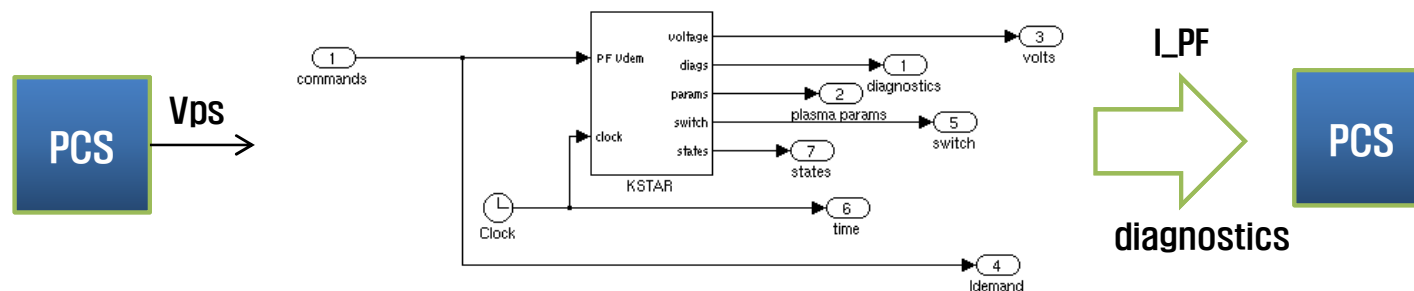 PCS
Vps
1
commands
PF Vdem
clock
voltage
diags
params
switch
states
KSTAR
Clock
3
volts
1
diagnostics
2
plasma params
5
switch
7
states
6
time
4
Idemand
I_PF
diagnostics
PCS